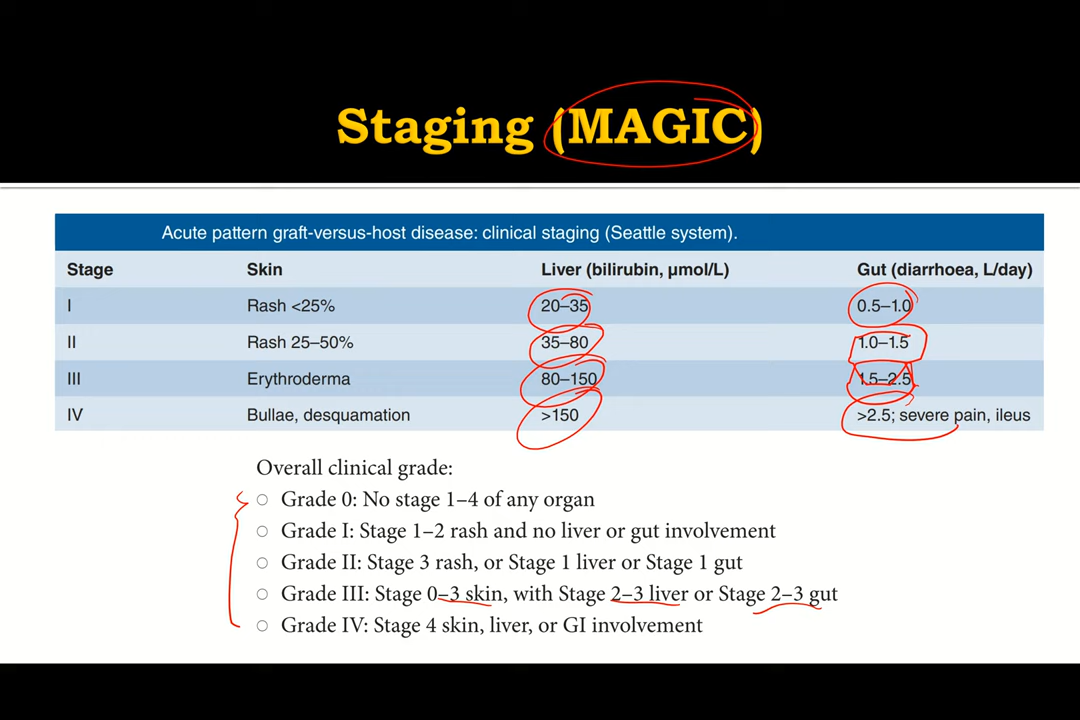 Staging (MAGIC)
Acute pattern graft-versus-host disease: clinical staging (Seattle system).
Stage Skin Liver (bilirubin, µmol/L) Gut (diarrhoea, L/day)
I Rash <25% 20–35 0.5–1.0
II Rash 25–50% 35–80 1.0–1.5
III Erythroderma 80–150 1.5–2.5
IV Bullae, desquamation >150 >2.5; severe pain, ileus
Overall clinical grade:
○ Grade 0: No stage 1–4 of any organ
○ Grade I: Stage 1–2 rash and no liver or gut involvement
○ Grade II: Stage 3 rash, or Stage 1 liver or Stage 1 gut
○ Grade III: Stage 0–3 skin, with Stage 2–3 liver or Stage 2–3 gut
○ Grade IV: Stage 4 skin, liver, or GI involvement